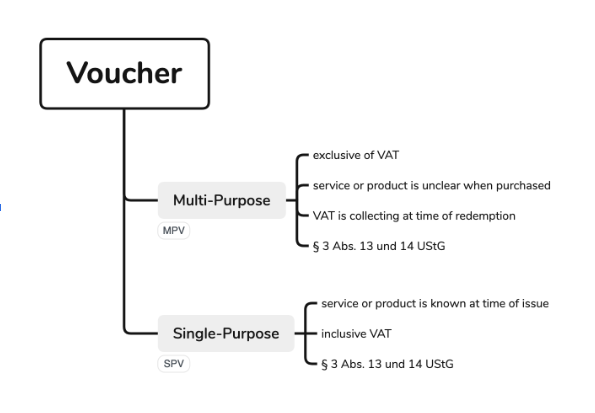 Voucher
Multi-Purpose
MPV
exclusive of VAT
service or product is unclear when purchased
VAT is collecting at time of redemption
§ 3 Abs. 13 und 14 UStG
Single-Purpose
SPV
service or product is known at time of issue
inclusive VAT
§ 3 Abs. 13 und 14 UStG